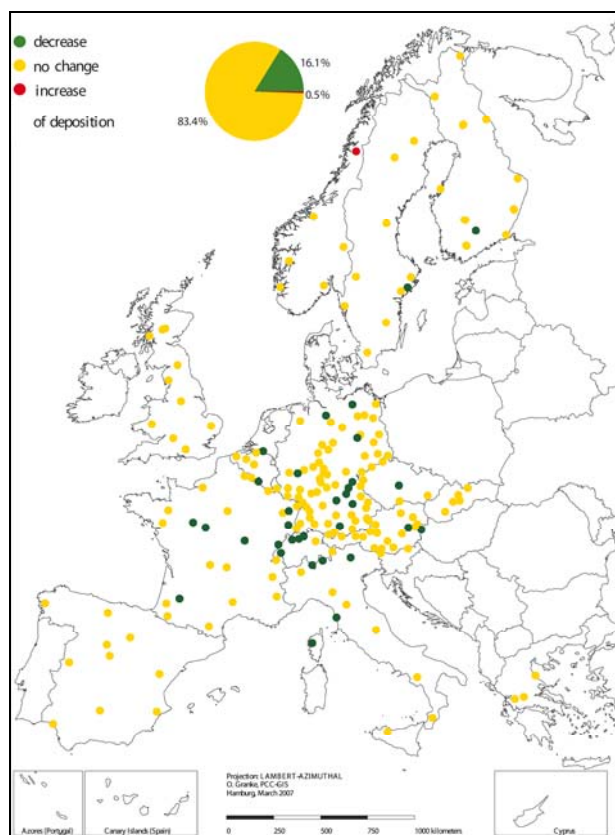 decrease
no change
increase
of deposition
16.1%
0.5%
83.4%
Projection: LAMBERT-AZIMUTHAL
O. Granke, PCC-GIS
Hamburg, March 2007
Azores (Portugal)
Canary Islands (Spain)
0 250 500 750 1000 kilometers
Cyprus